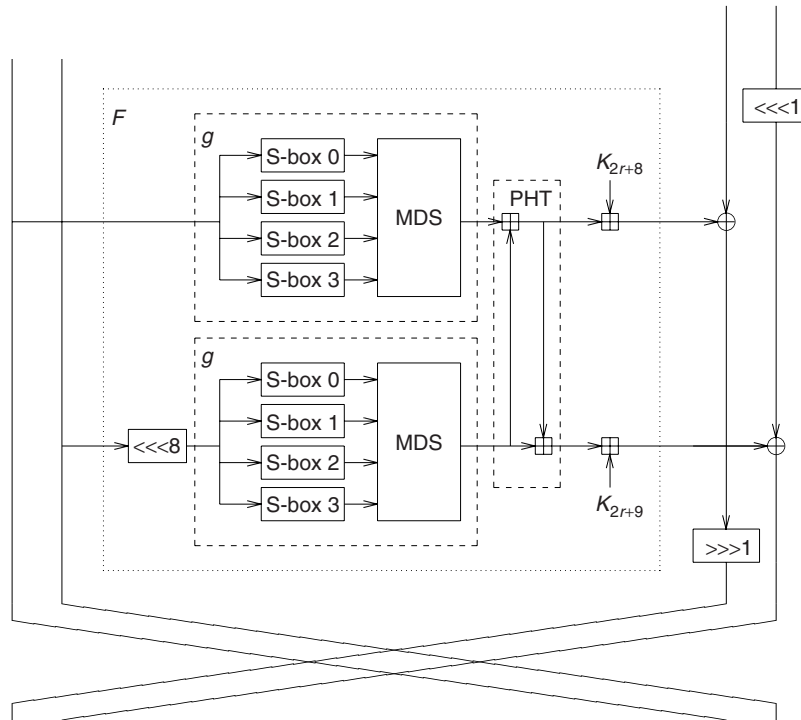 <<<1
F
g
S-box 0
S-box 1
S-box 2
S-box 3
MDS
PHT
K2r+8
g
S-box 0
S-box 1
S-box 2
S-box 3
MDS
<<<8
K2r+9
>>>1